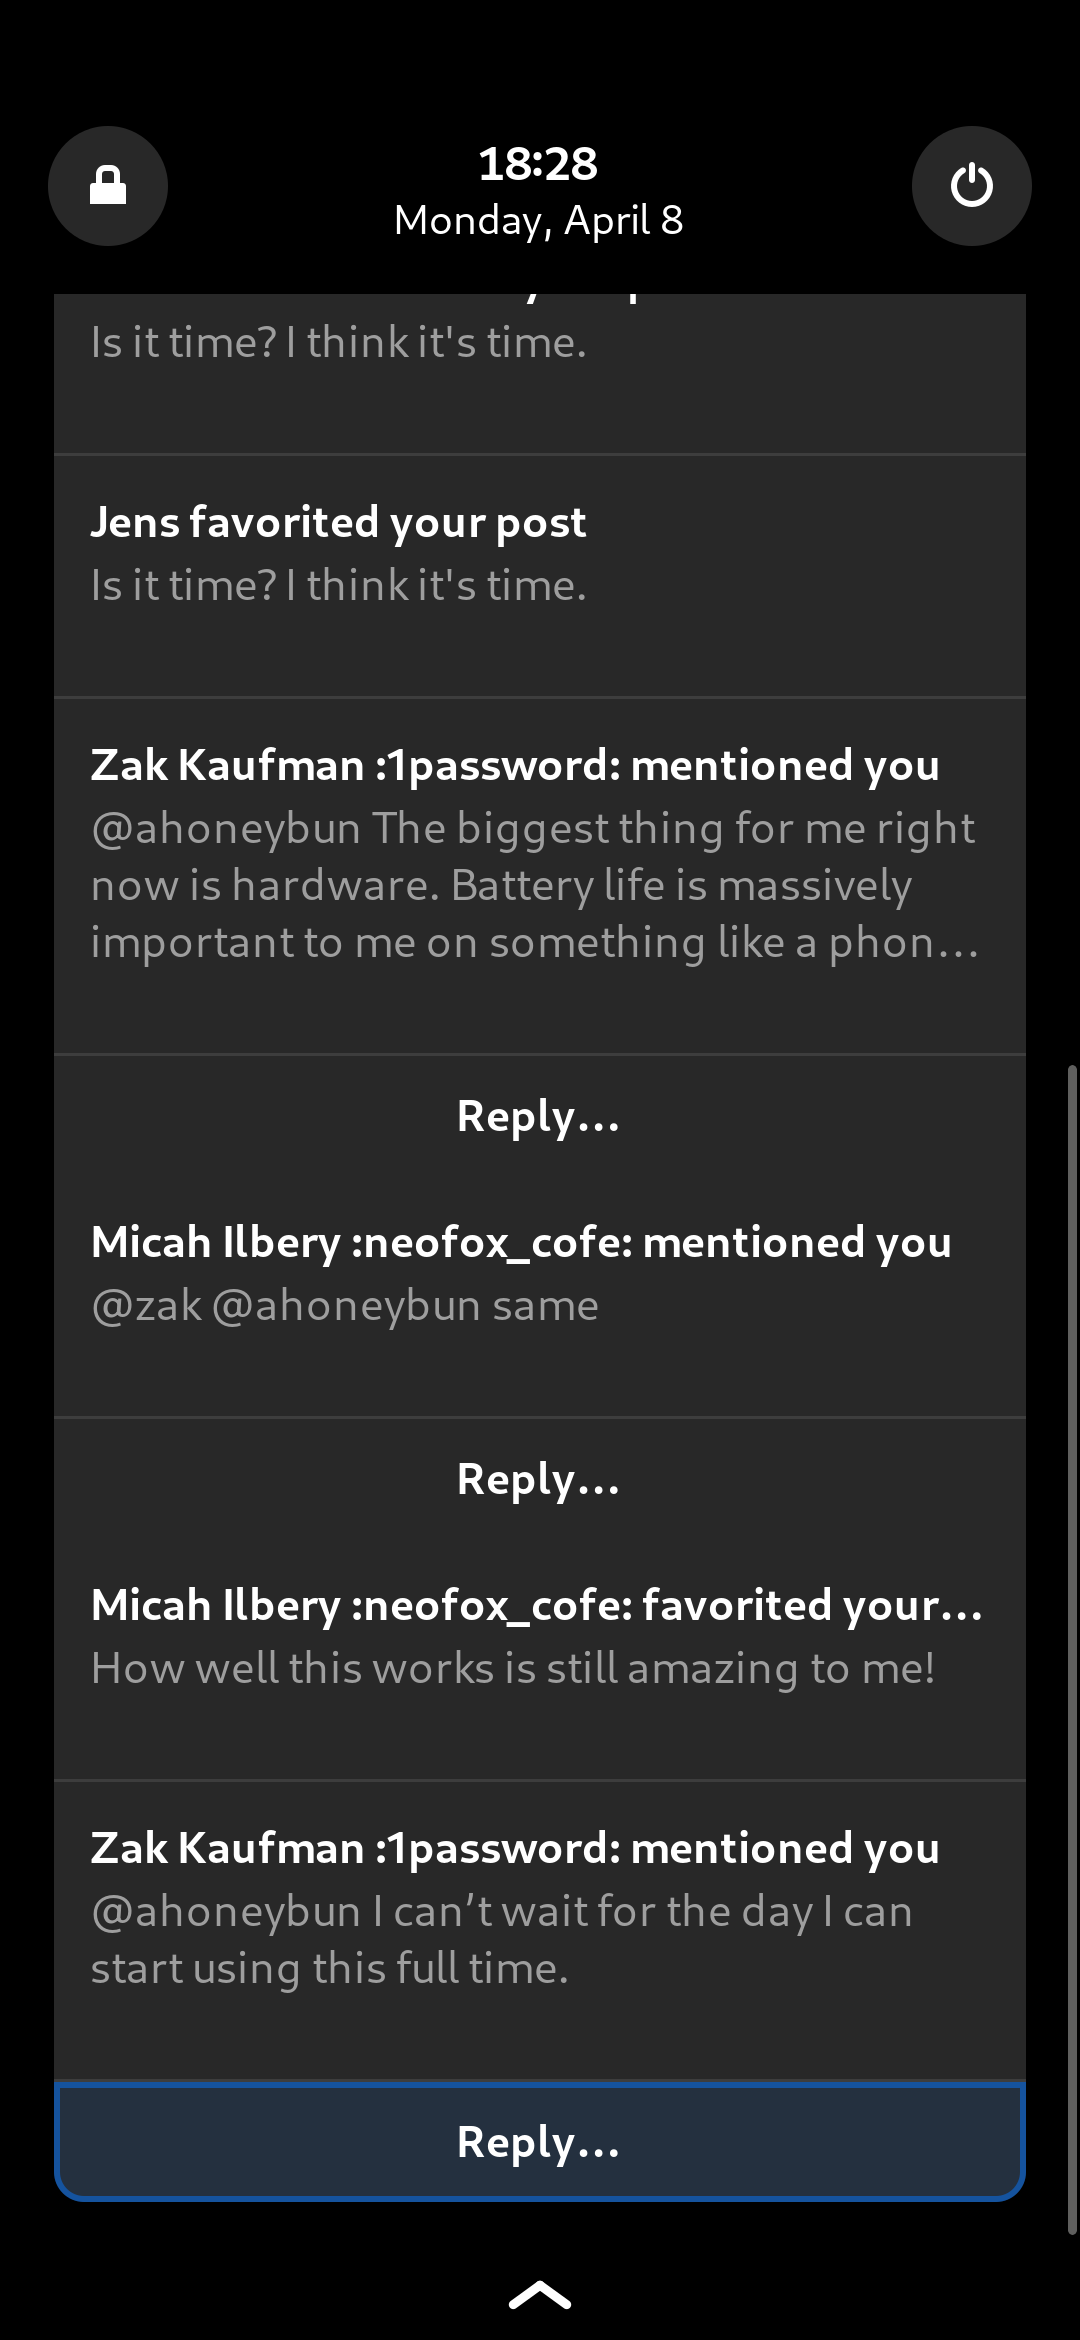 18:28
Monday, April 8
Is it time? I think it's time.
Jens favorited your post
Is it time? I think it's time.
Zak Kaufman :1password: mentioned you
@ahoneybun The biggest thing for me right
now is hardware. Battery life is massively
important to me on something like a phon…
Reply…
Micah Ilbery :neofox_cofe: mentioned you
@zak @ahoneybun same
Reply…
Micah Ilbery :neofox_cofe: favorited your…
How well this works is still amazing to me!
Zak Kaufman :1password: mentioned you
@ahoneybun I can’t wait for the day I can
start using this full time.
Reply…